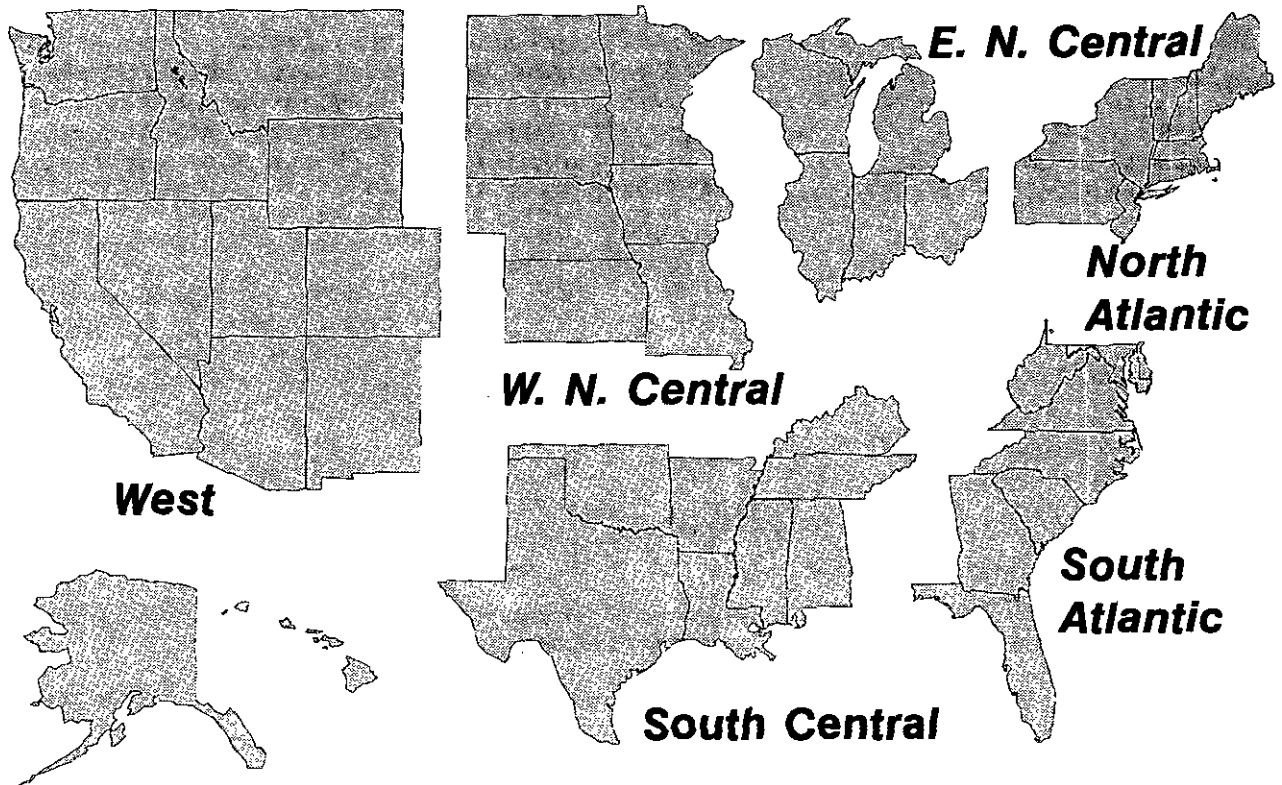 E. N. Central
North
Atlantic
W. N. Central
West
South
Atlantic
South Central